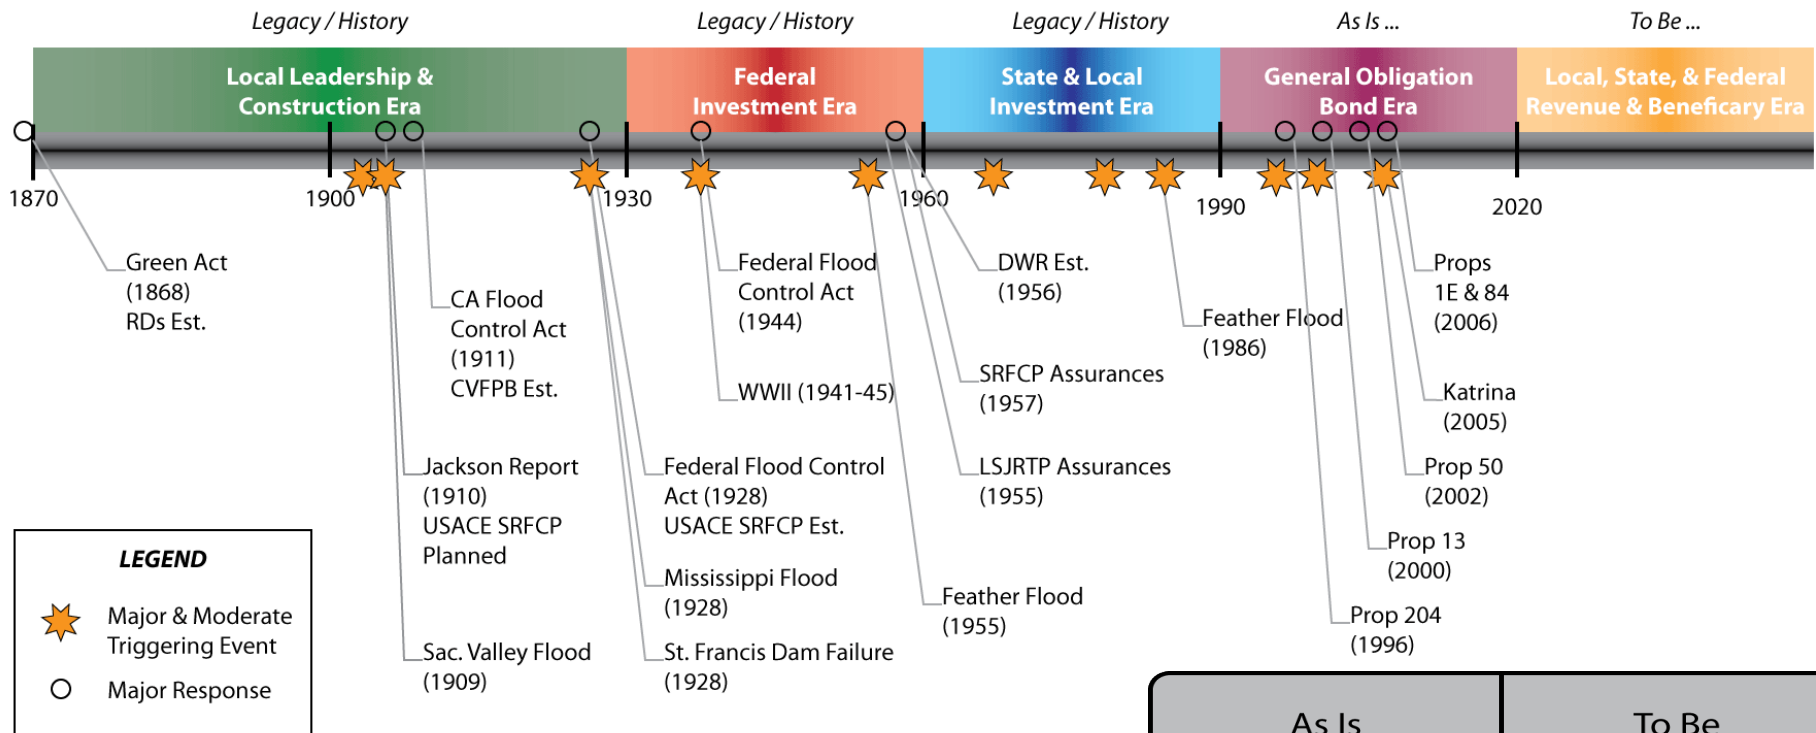 Legacy / History
Legacy / History
Legacy / History
As Is ...
To Be ...
Local Leadership &
Construction Era
Federal
Investment Era
State & Local
Investment Era
General Obligation
Bond Era
Local, State, & Federal
Revenue & Beneficiary Era
1870
1900
1930
1960
1990
2020
Green Act
(1868)
RDs Est.
CA Flood
Control Act
(1911)
CVFPB Est.
Jackson Report
(1910)
USACE SRFCP
Planned
Sac. Valley Flood
(1909)
Federal Flood
Control Act
(1944)
WWII (1941-45)
Federal Flood Control
Act (1928)
USACE SRFCP Est.
Mississippi Flood
(1928)
St. Francis Dam Failure
(1928)
DWR Est.
(1956)
SRFCP Assurances
(1957)
LSJRTP Assurances
(1955)
Feather Flood
(1955)
Feather Flood
(1986)
Props
1E & 84
(2006)
Katrina
(2005)
Prop 50
(2002)
Prop 13
(2000)
Prop 204
(1996)
LEGEND
Major & Moderate
Triggering Event
Major Response
As Is
To Be